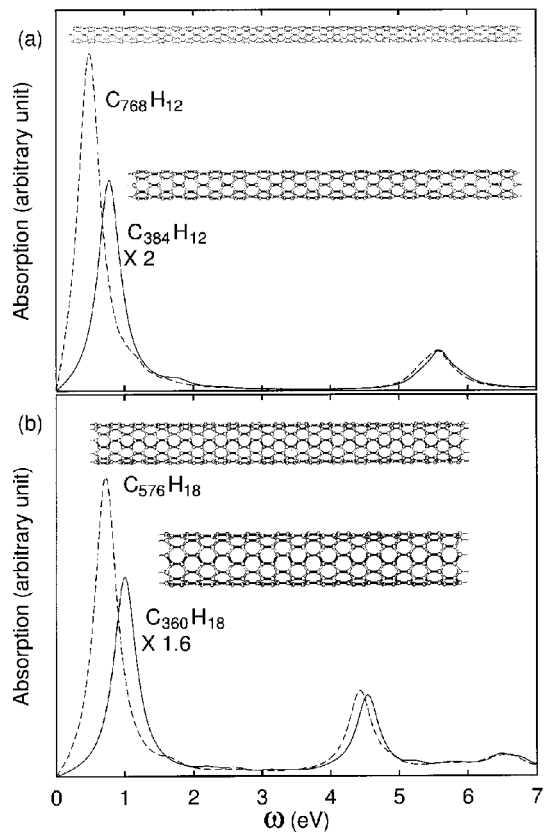 (a)
C768H12
C384H12
X 2
Absorption (arbitrary unit)
(b)
C576H18
C360H18
X 1.6
Absorption (arbitrary unit)
0 1 2 3 4 5 6 7
ω (eV)